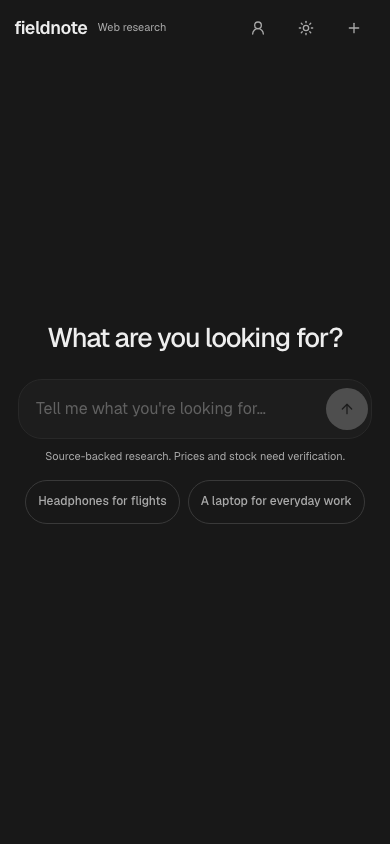 fieldnote Web research
What are you looking for?
Tell me what you're looking for...
Source-backed research. Prices and stock need verification.
Headphones for flights
A laptop for everyday work